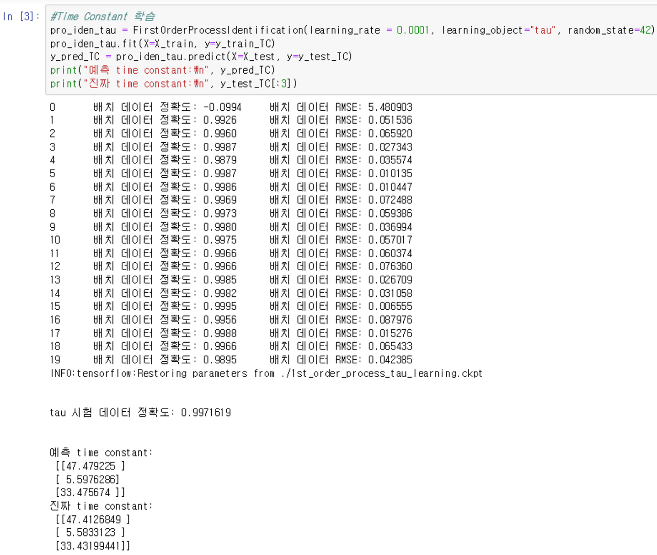 In [3]: #Time Constant 학습
pro_iden_tau = FirstOrderProcessIdentification(learning_rate = 0.0001, learning_object="tau", random_state=42)
pro_iden_tau.fit(X=X_train, y=y_train_TC)
y_pred_TC = pro_iden_tau.predict(X=X_test, y=y_test_TC)
print("예측 time constant:₩n", y_pred_TC)
print("진짜 time constant:₩n", y_test_TC[:3])
0 배치 데이터 정확도: -0.0994 배치 데이터 RMSE: 5.480903
1 배치 데이터 정확도: 0.9926 배치 데이터 RMSE: 0.051536
2 배치 데이터 정확도: 0.9960 배치 데이터 RMSE: 0.065920
3 배치 데이터 정확도: 0.9987 배치 데이터 RMSE: 0.027343
4 배치 데이터 정확도: 0.9879 배치 데이터 RMSE: 0.035574
5 배치 데이터 정확도: 0.9987 배치 데이터 RMSE: 0.010135
6 배치 데이터 정확도: 0.9986 배치 데이터 RMSE: 0.010447
7 배치 데이터 정확도: 0.9969 배치 데이터 RMSE: 0.072488
8 배치 데이터 정확도: 0.9973 배치 데이터 RMSE: 0.059386
9 배치 데이터 정확도: 0.9980 배치 데이터 RMSE: 0.036994
10 배치 데이터 정확도: 0.9975 배치 데이터 RMSE: 0.057017
11 배치 데이터 정확도: 0.9966 배치 데이터 RMSE: 0.060374
12 배치 데이터 정확도: 0.9966 배치 데이터 RMSE: 0.076360
13 배치 데이터 정확도: 0.9985 배치 데이터 RMSE: 0.026709
14 배치 데이터 정확도: 0.9982 배치 데이터 RMSE: 0.031058
15 배치 데이터 정확도: 0.9995 배치 데이터 RMSE: 0.006555
16 배치 데이터 정확도: 0.9956 배치 데이터 RMSE: 0.087976
17 배치 데이터 정확도: 0.9988 배치 데이터 RMSE: 0.015276
18 배치 데이터 정확도: 0.9966 배치 데이터 RMSE: 0.065433
19 배치 데이터 정확도: 0.9895 배치 데이터 RMSE: 0.042385
INFO:tensorflow:Restoring parameters from ./1st_order_process_tau_learning.ckpt
tau 시험 데이터 정확도: 0.9971619
예측 time constant:
[[47.479225 ]
[ 5.5976286]
[33.475674 ]]
진짜 time constant:
[[47.4126849 ]
[ 5.5833123 ]
[33.43199441]]